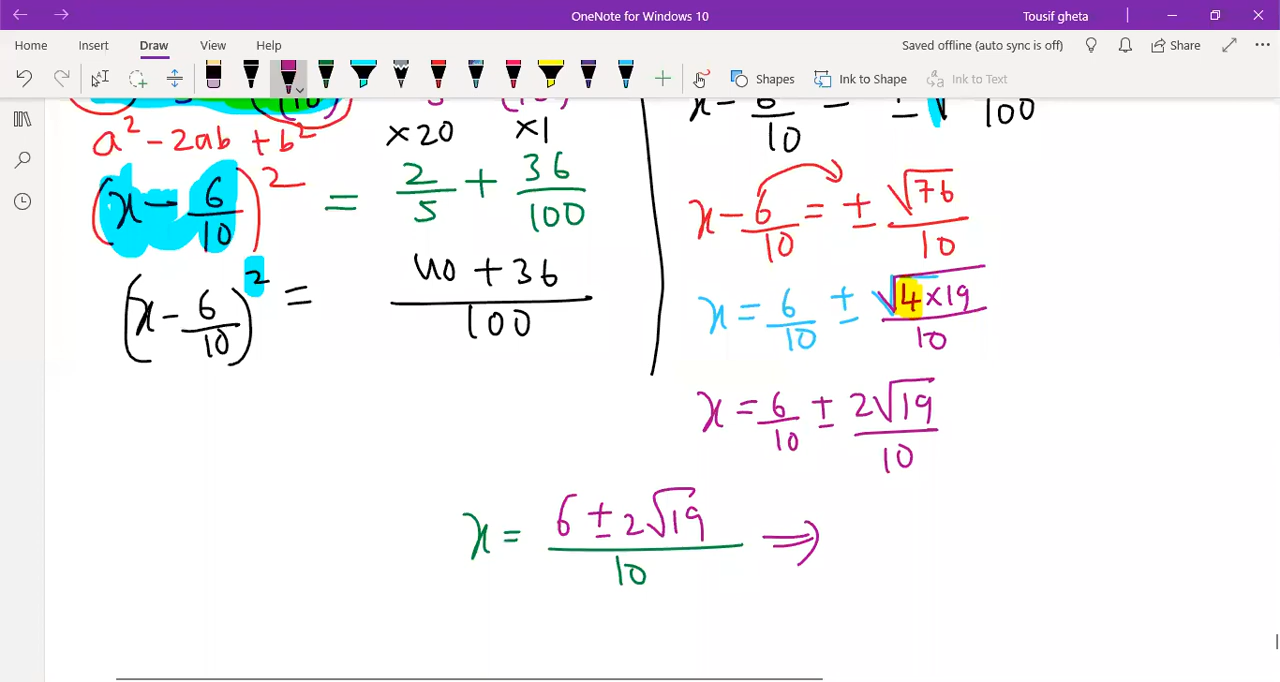 OneNote for Windows 10
Tousif gheta
Home Insert Draw View Help
Saved offline (auto sync is off) Share
Shapes Ink to Shape Ink to Text
a² - 2ab + b²
×20 ×1
(x - 6/10)² = 2/5 + 36/100
(x - 6/10)² = 40 + 36 / 100
x - 6/10 = ± √ 100
x - 6/10 = ± √76/10
x = 6/10 ± √4×19/10
x = 6/10 ± 2√19/10
x = 6 ± 2√19 / 10 ⇒